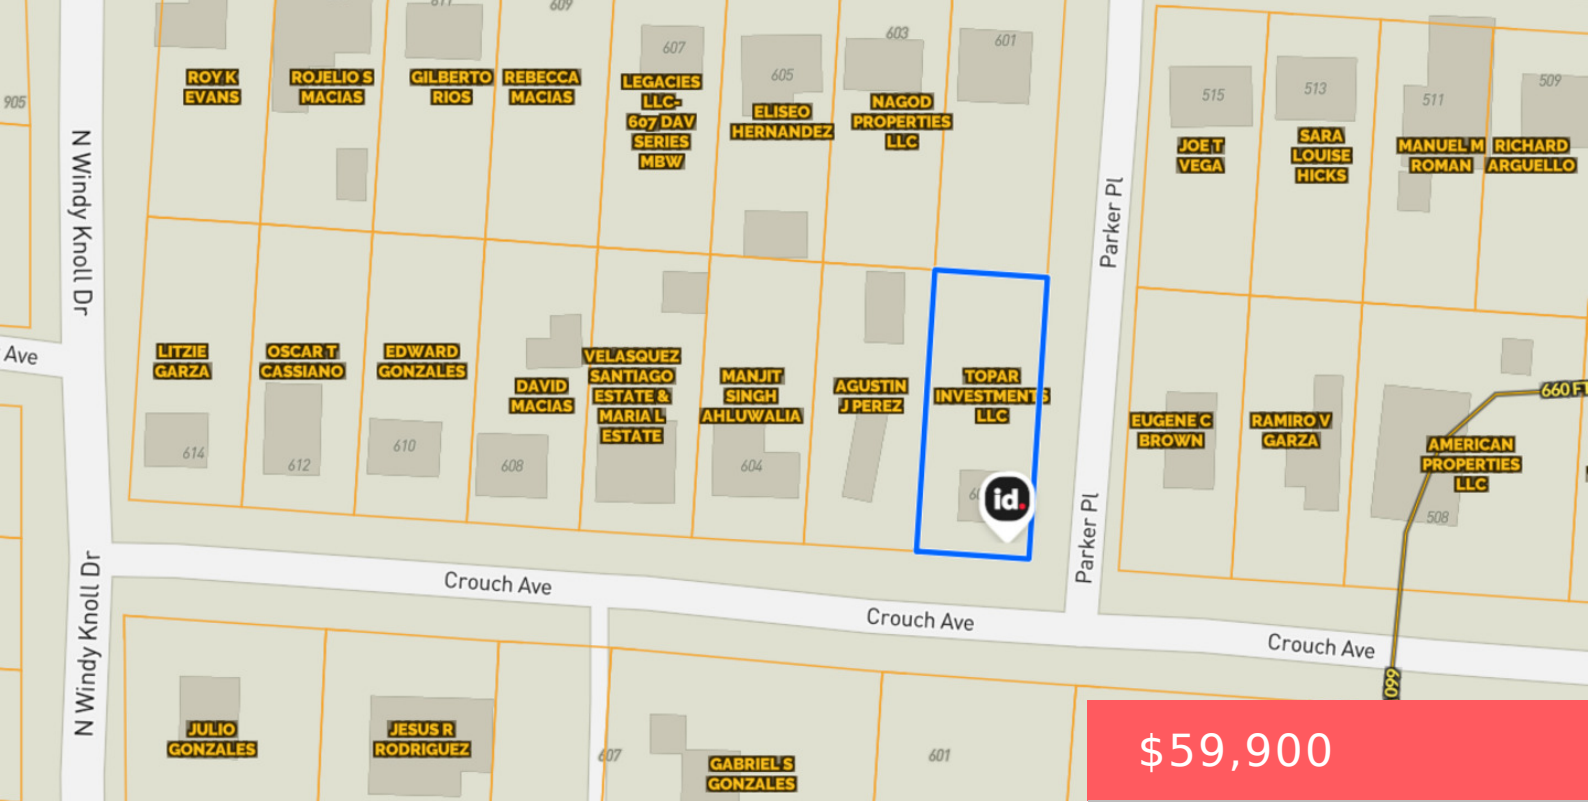 609
603
601
607
605
905
515
513
511
509
ROY K
EVANS
ROJELIO S
MACIAS
GILBERTO
RIOS
REBECCA
MACIAS
LEGACIES
LLC-
607 DAV
SERIES
MBW
ELISEO
HERNANDEZ
NAGOD
PROPERTIES
LLC
JOE T
VEGA
SARA
LOUISE
HICKS
MANUEL M
ROMAN
RICHARD
ARGUELLO
N Windy Knoll Dr
Parker Pl
Ave
LITZIE
GARZA
OSCAR T
CASSIANO
EDWARD
GONZALES
DAVID
MACIAS
VELASQUEZ
SANTIAGO
ESTATE &
MARIA L
ESTATE
MANJIT
SINGH
AHLUWALIA
AGUSTIN
J PEREZ
TOPAR
INVESTMENTS
LLC
EUGENE C
BROWN
RAMIRO V
GARZA
AMERICAN
PROPERTIES
LLC
660 FT
614
612
610
608
604
508
id.
N Windy Knoll Dr
Parker Pl
Crouch Ave
Crouch Ave
Crouch Ave
660
JULIO
GONZALES
JESUS R
RODRIGUEZ
607
GABRIEL S
GONZALES
601
$59,900